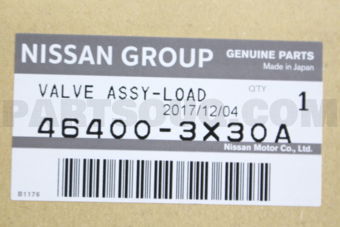 NISSAN GROUP
GENUINE PARTS
Made in Japan
VALVE ASSY-LOAD
QTY
1
2017/12/04
46400-3X30A
Nissan Motor Co., Ltd.
B1176